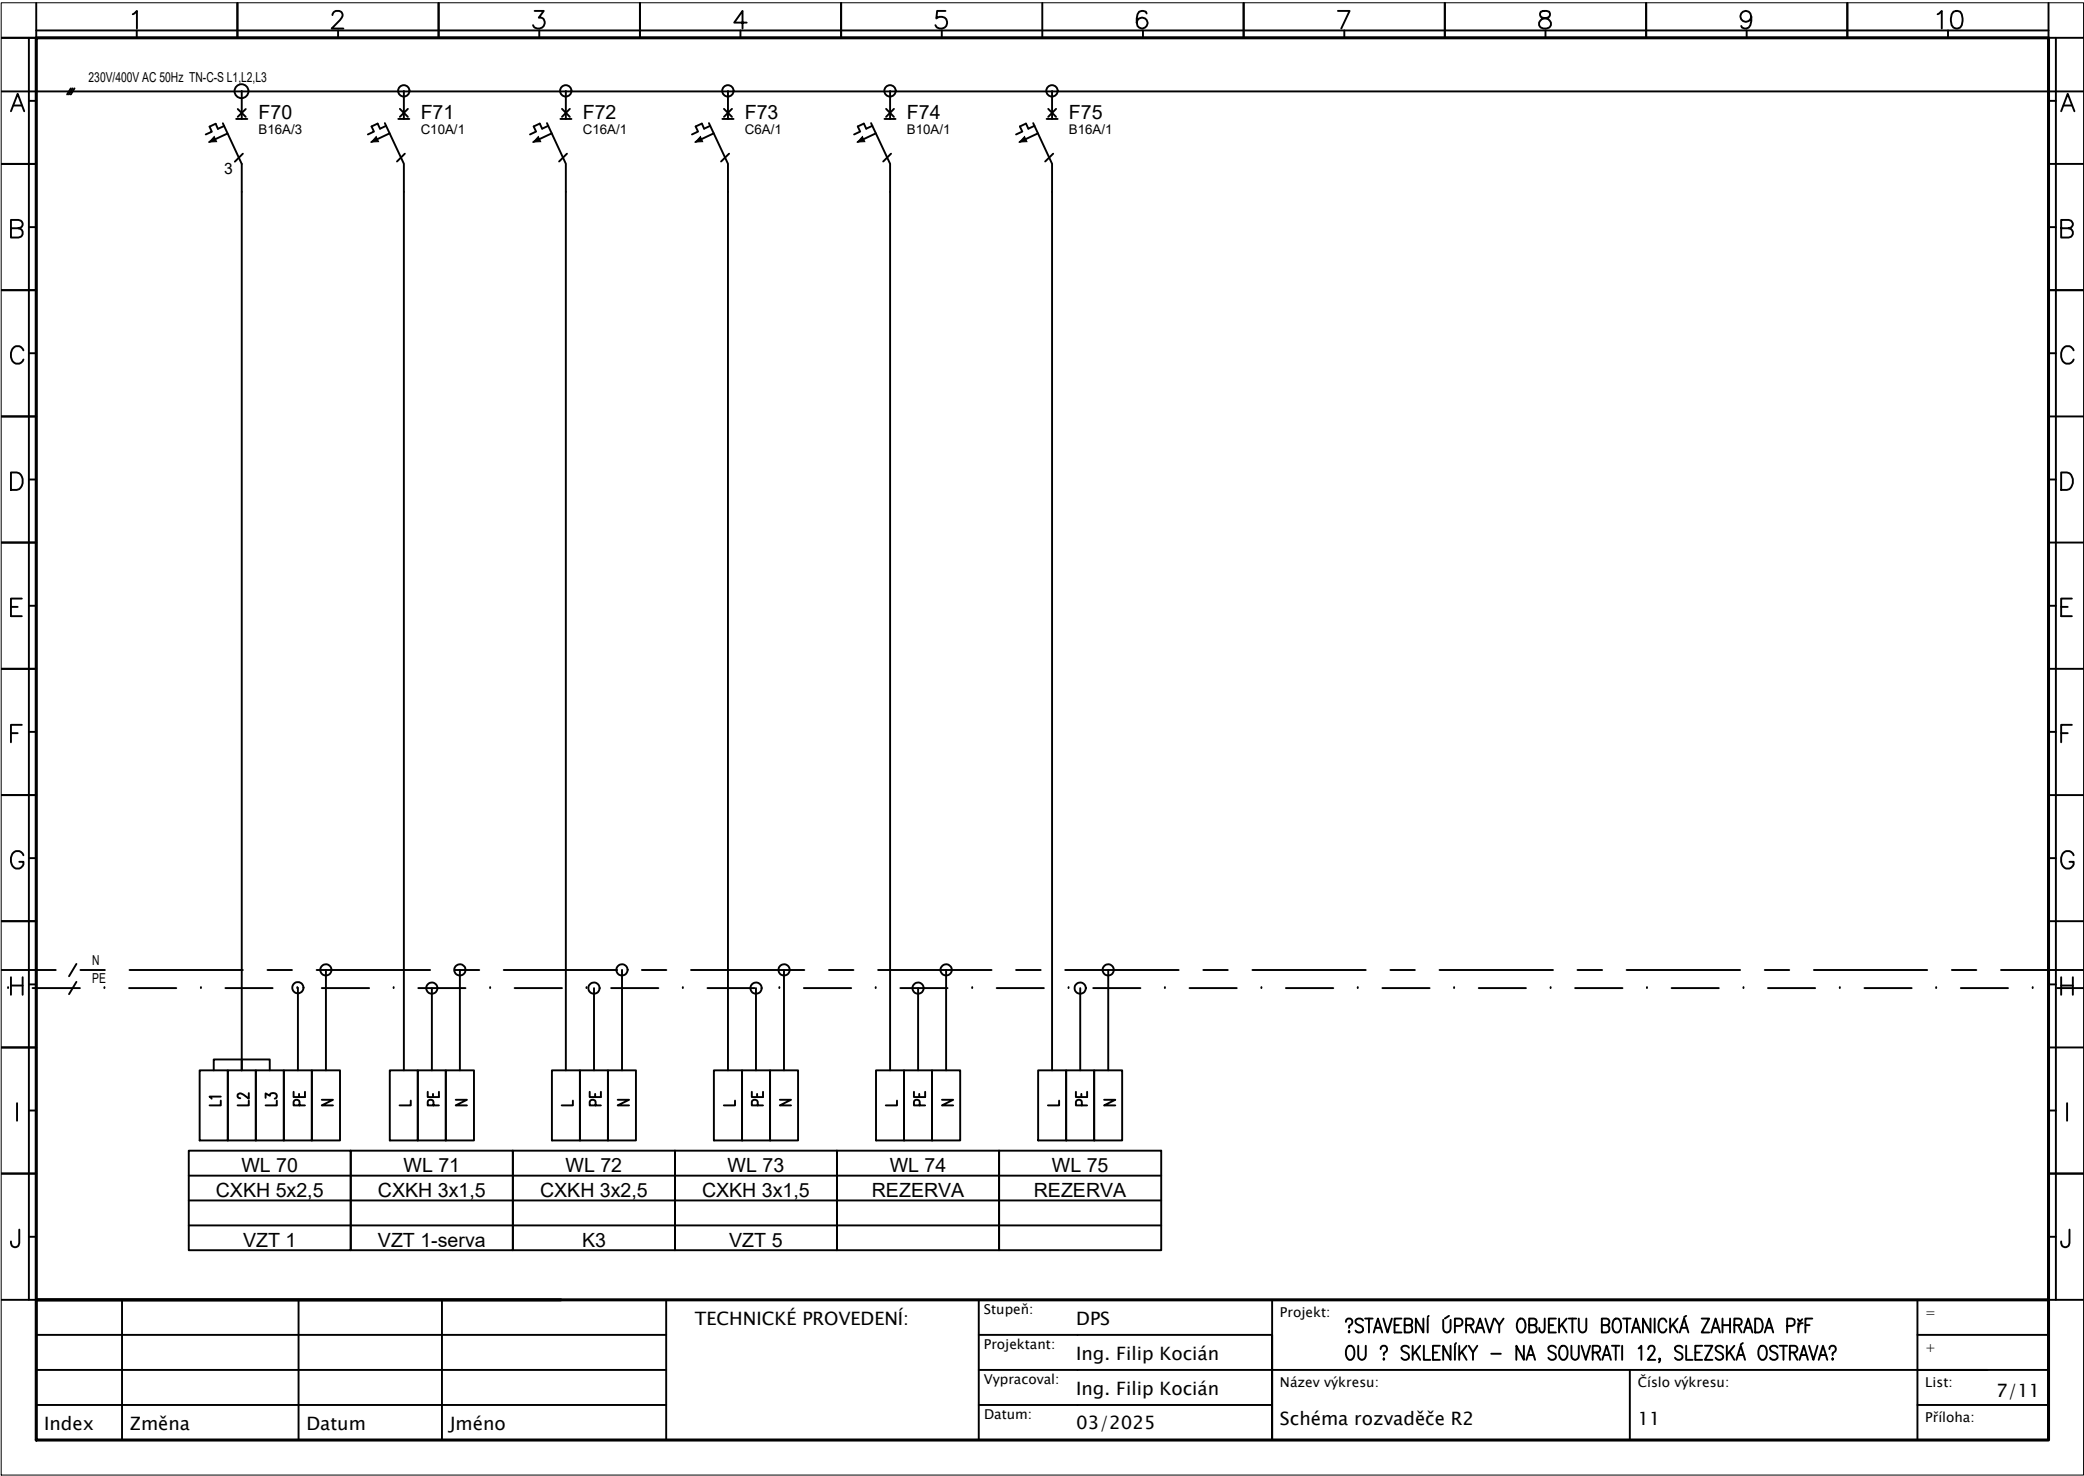 1 2 3 4 5 6 7 8 9 10
230V/400V AC 50Hz TN-C-S L1,L2,L3
A A
F70 F71 F72 F73 F74 F75
B16A/3 C10A/1 C16A/1 C6A/1 B10A/1 B16A/1
3
B B
C C
D D
E E
F F
G G
N
PE
H H
L1 L2 L3 PE N L PE N L PE N L PE N L PE N L PE N
I I
WL 70 WL 71 WL 72 WL 73 WL 74 WL 75
CXKH 5x2,5 CXKH 3x1,5 CXKH 3x2,5 CXKH 3x1,5 REZERVA REZERVA
VZT 1 VZT 1-serva K3 VZT 5
J J
TECHNICKÉ PROVEDENÍ:
Stupeň: DPS
Projektant: Ing. Filip Kocián
Vypracoval: Ing. Filip Kocián
Datum: 03/2025
Projekt: ?STAVEBNÍ ÚPRAVY OBJEKTU BOTANICKÁ ZAHRADA PřF
OU ? SKLENÍKY – NA SOUVRATI 12, SLEZSKÁ OSTRAVA?
=
+
Název výkresu:
Schéma rozvaděče R2
Číslo výkresu:
11
List: 7/11
Příloha:
Index Změna Datum Jméno